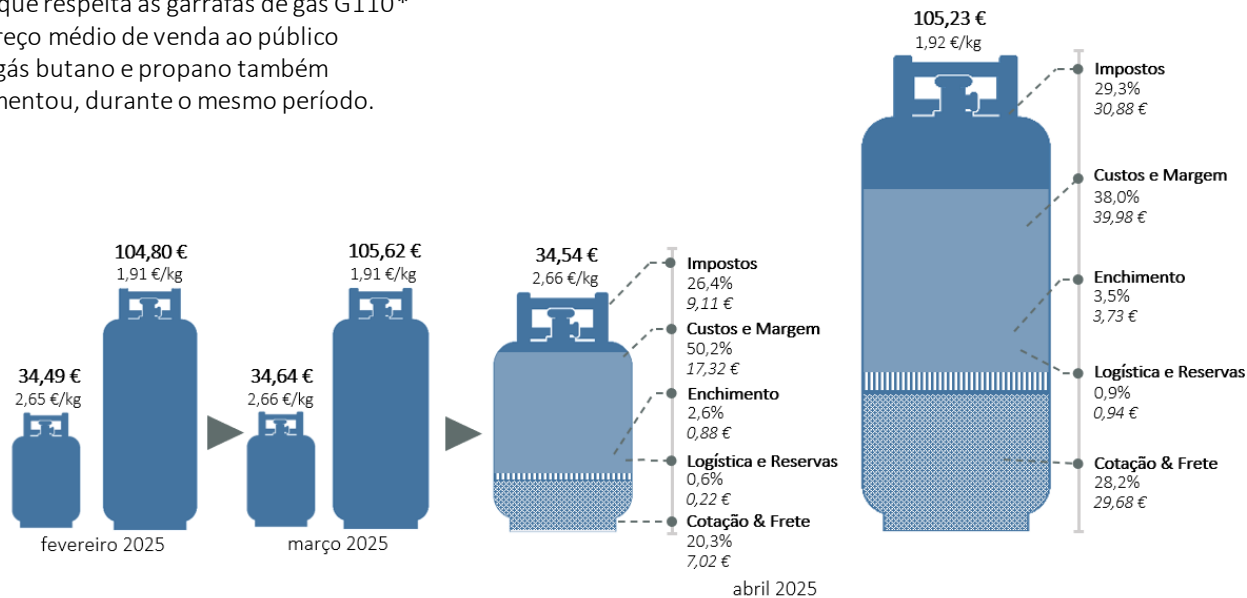 que respeita às garrafas de gás G110*
reço médio de venda ao público
gás butano e propano também
mentou, durante o mesmo período.
34,49 €
2,65 €/kg
104,80 €
1,91 €/kg
fevereiro 2025
34,64 €
2,66 €/kg
105,62 €
1,91 €/kg
março 2025
34,54 €
2,66 €/kg
Impostos
26,4%
9,11 €
Custos e Margem
50,2%
17,32 €
Enchimento
2,6%
0,88 €
Logística e Reservas
0,6%
0,22 €
Cotação & Frete
20,3%
7,02 €
105,23 €
1,92 €/kg
Impostos
29,3%
30,88 €
Custos e Margem
38,0%
39,98 €
Enchimento
3,5%
3,73 €
Logística e Reservas
0,9%
0,94 €
Cotação & Frete
28,2%
29,68 €
abril 2025